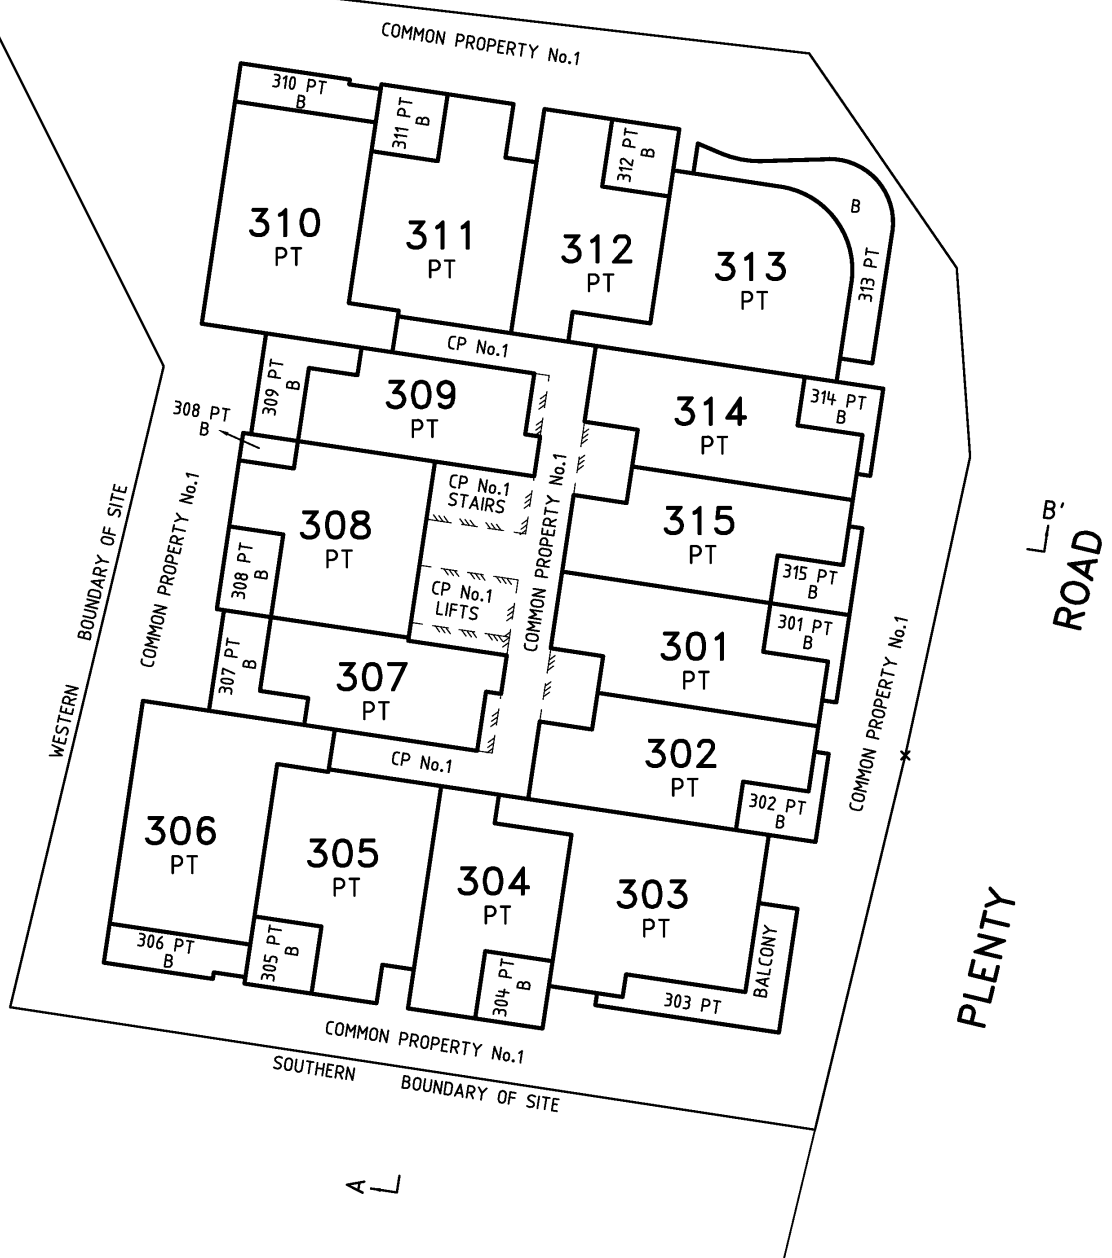 COMMON PROPERTY No.1
310 PT
B
311 PT
B
312 PT
B
B
313 PT
310
PT
311
PT
312
PT
313
PT
CP No.1
309 PT
B
309
PT
314
PT
314 PT
B
308 PT
B
COMMON PROPERTY No.1
CP No.1
STAIRS
308
PT
308 PT
B
CP No.1
LIFTS
COMMON PROPERTY No.1
315
PT
315 PT
B
301 PT
B
301
PT
307 PT
B
307
PT
CP No.1
302
PT
302 PT
B
COMMON PROPERTY No.1
306
PT
305
PT
304
PT
303
PT
306 PT
B
305 PT
B
304 PT
B
303 PT
BALCONY
COMMON PROPERTY No.1
WESTERN BOUNDARY OF SITE
SOUTHERN BOUNDARY OF SITE
PLENTY ROAD
B'
A